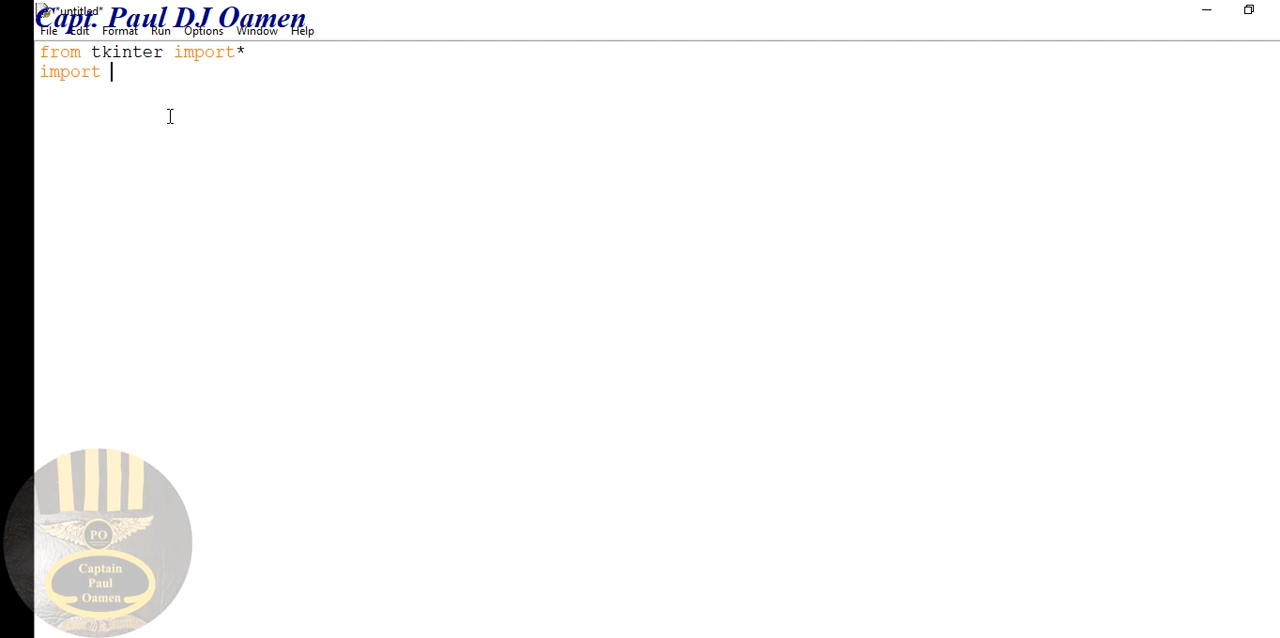 *untitled*
Capt. Paul DJ Oamen
File Edit Format Run Options Window Help
from tkinter import*
import
PO
Captain
Paul
Oamen